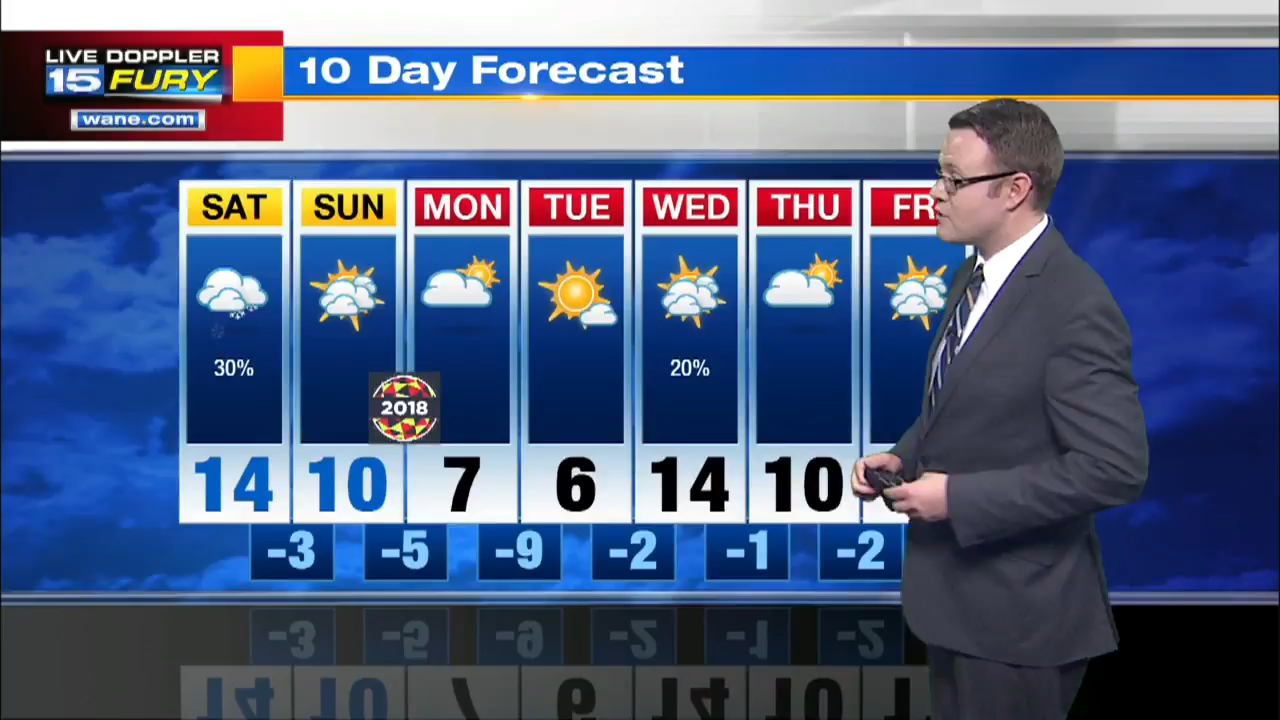 LIVE DOPPLER
15 FURY
wane.com
10 Day Forecast
SAT SUN MON TUE WED THU FR
30% 20%
2018
14 10 7 6 14 10
-3 -5 -9 -2 -1 -2